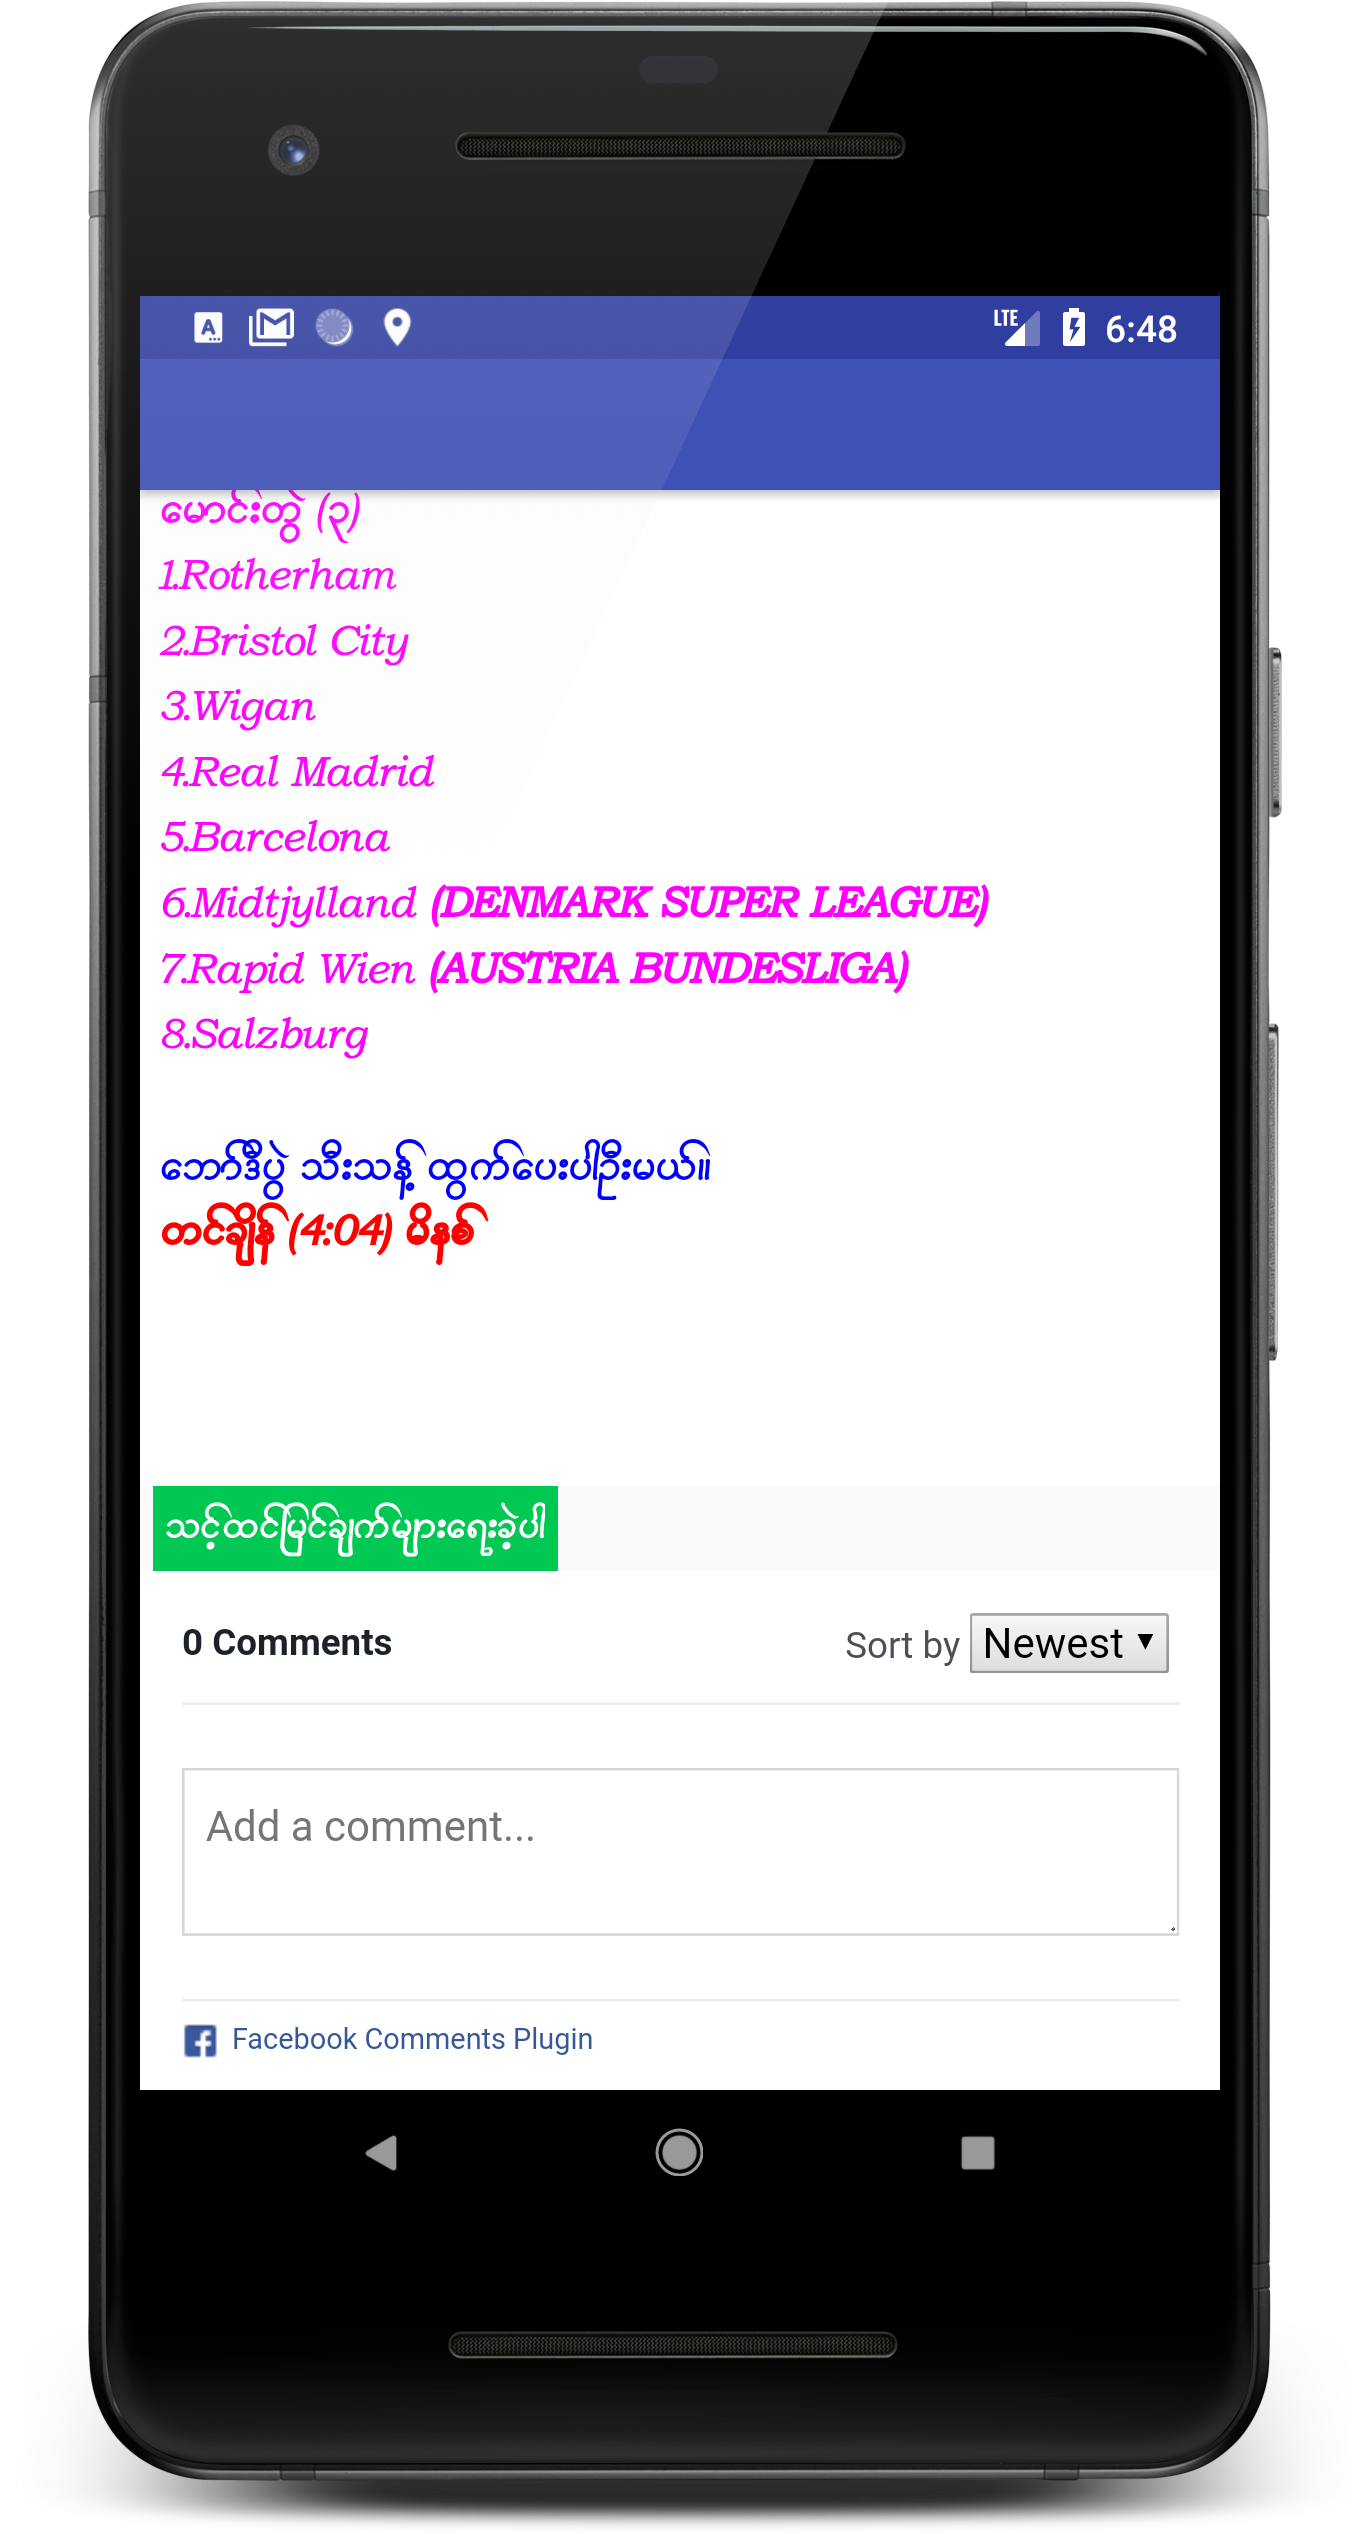 LTE 6:48
မောင်းတွဲ (၃)
1.Rotherham
2.Bristol City
3.Wigan
4.Real Madrid
5.Barcelona
6.Midtjylland (DENMARK SUPER LEAGUE)
7.Rapid Wien (AUSTRIA BUNDESLIGA)
8.Salzburg
ဘော်ဒီပွဲ သီးသန့် ထွက်ပေးပါဦးမယ်။
တင်ချိန် (4:04) မိနစ်
သင့်ထင်မြင်ချက်များရေးခဲ့ပါ
0 Comments
Sort by Newest
Add a comment...
Facebook Comments Plugin